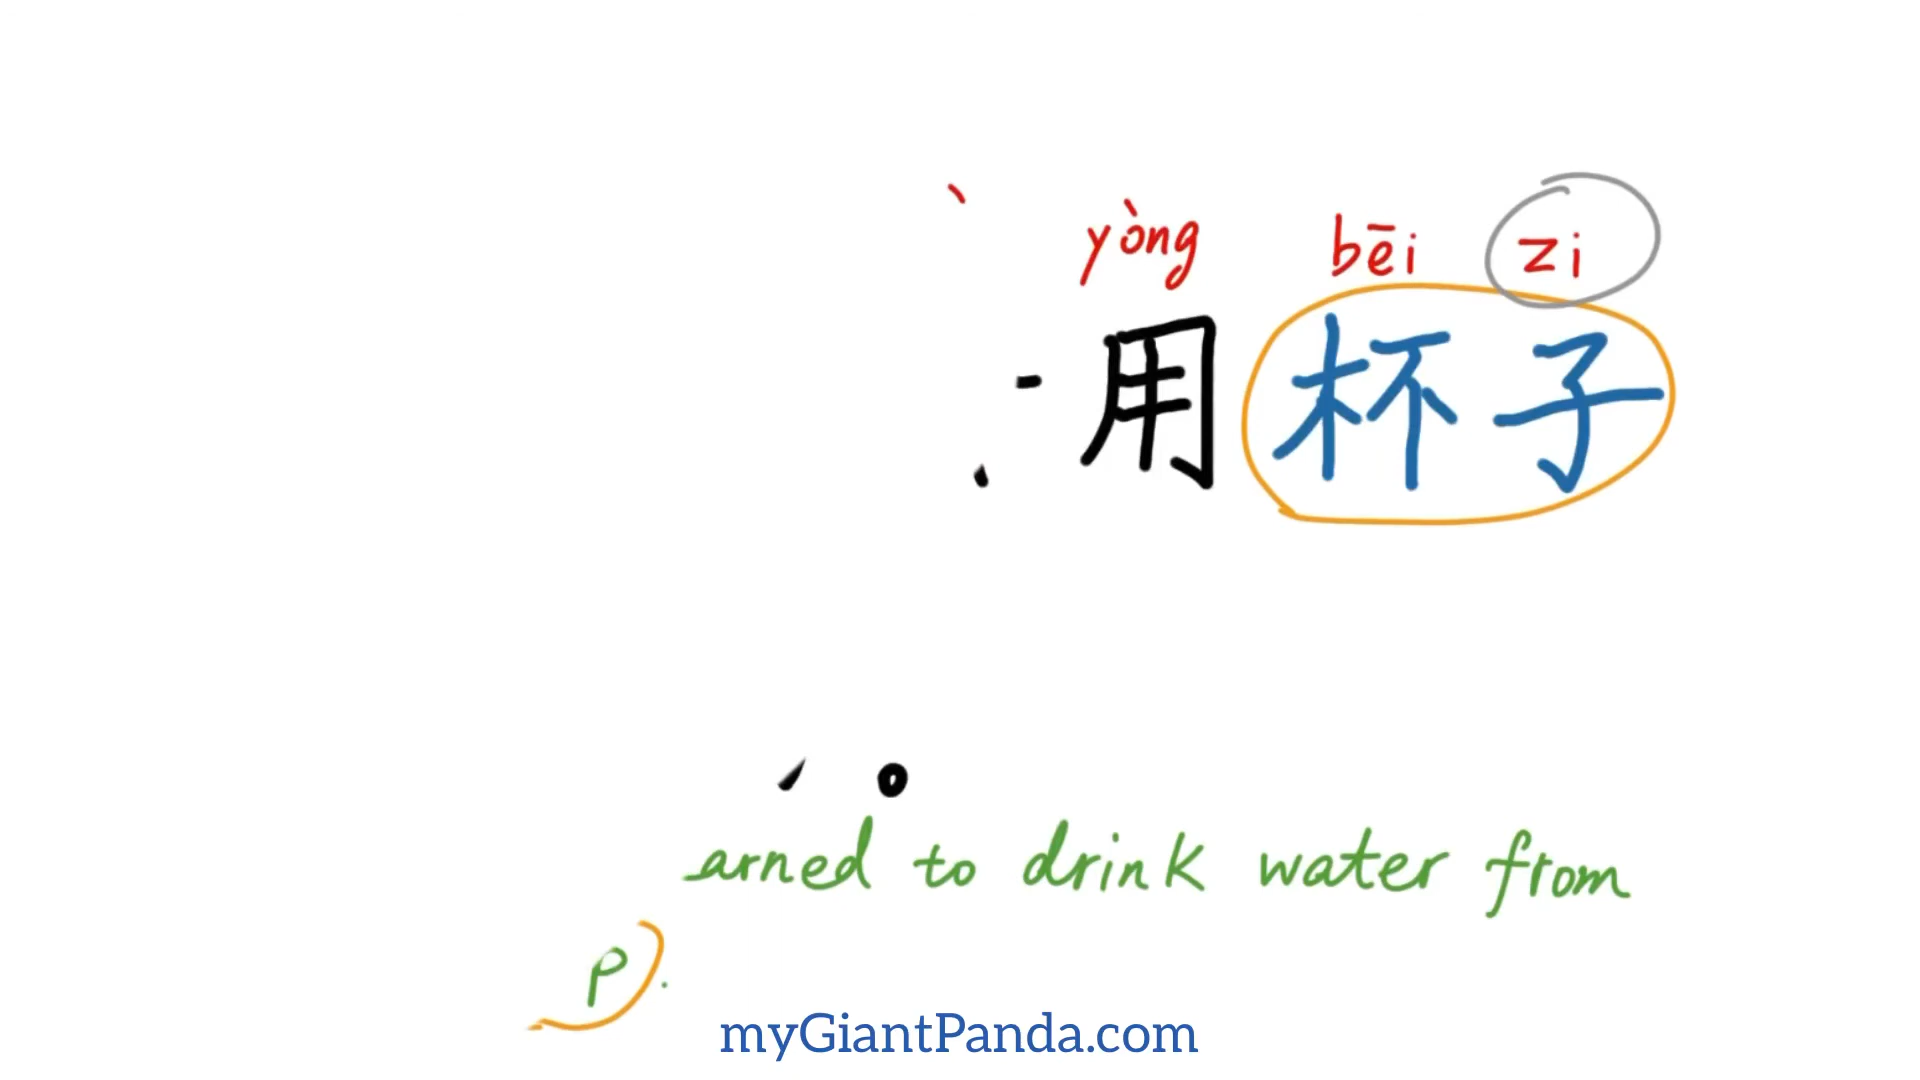 yòng bēi zi
用 杯子
。
arned to drink water from
p.
myGiantPanda.com